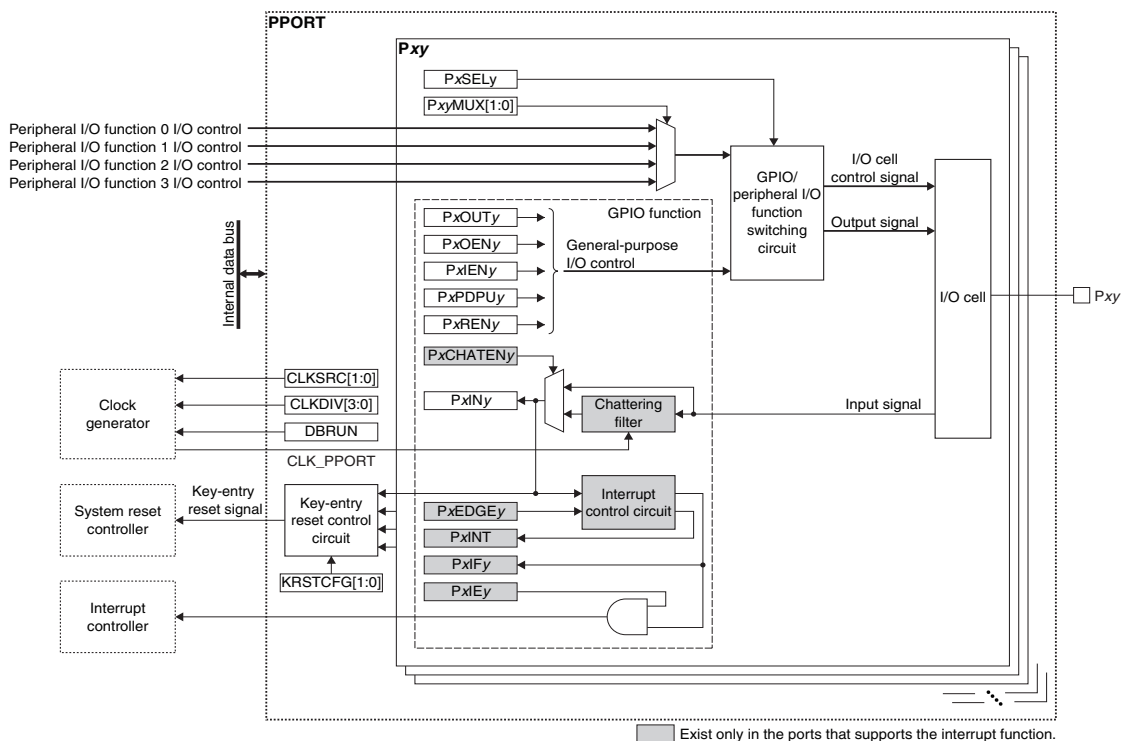 PPORT
Pxy
PxSELy
PxyMUX[1:0]
Peripheral I/O function 0 I/O control
Peripheral I/O function 1 I/O control
Peripheral I/O function 2 I/O control
Peripheral I/O function 3 I/O control
GPIO/
peripheral I/O
function
switching
circuit
I/O cell
control signal
Output signal
I/O cell
Pxy
GPIO function
PxOUTy
PxOENy
PxIENy
PxPDPUy
PxRENy
General-purpose
I/O control
Internal data bus
PxCHATENy
PxINy
Chattering
filter
Input signal
Clock
generator
CLKSRC[1:0]
CLKDIV[3:0]
DBRUN
CLK_PPORT
System reset
controller
Key-entry
reset signal
Key-entry
reset control
circuit
KRSTCFG[1:0]
Interrupt
control circuit
PxEDGEy
PxINT
PxIFy
PxIEy
Interrupt
controller
Exist only in the ports that supports the interrupt function.